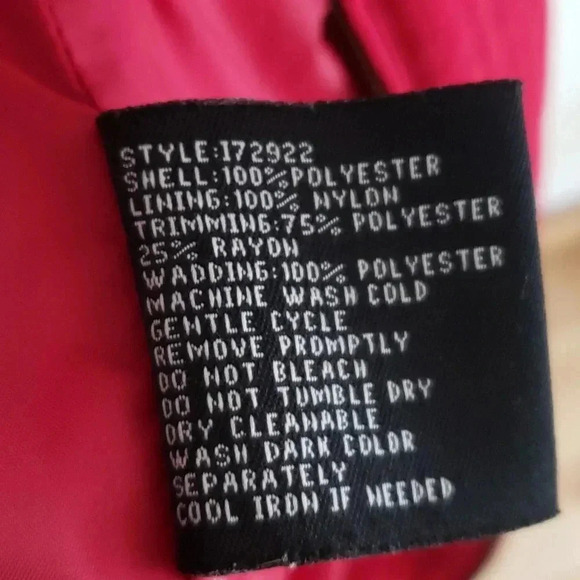 STYLE:172922
SHELL:100%POLYESTER
LINING:100% NYLON
TRIMMING:75% POLYESTER
25% RAYON
WADDING:100% POLYESTER
MACHINE WASH COLD
GENTLE CYCLE
REMOVE PROMPTLY
DO NOT BLEACH
DO NOT TUMBLE DRY
DRY CLEANABLE
WASH DARK COLOR
SEPARATELY
COOL IRON IF NEEDED